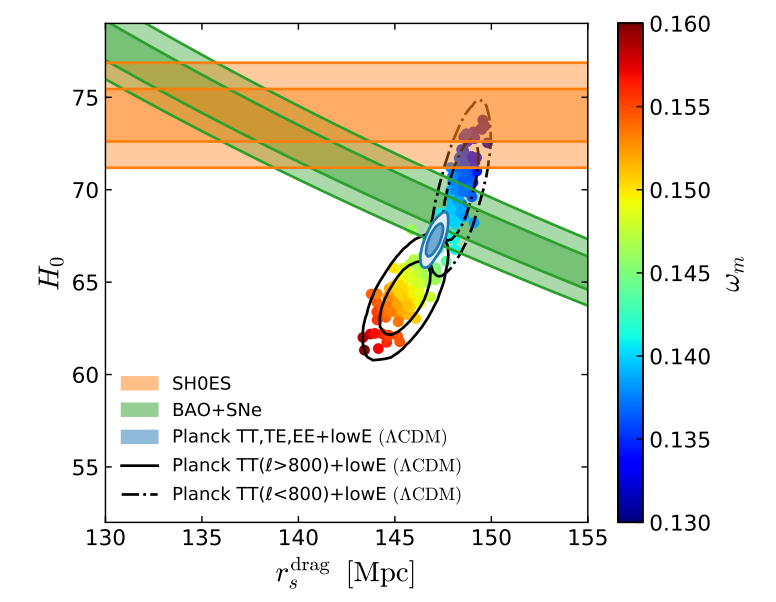 75
70
65
60
55
130
135
140
145
150
155
H₀
r_s^drag [Mpc]
SH0ES
BAO+SNe
Planck TT,TE,EE+lowE (ΛCDM)
Planck TT(ℓ>800)+lowE (ΛCDM)
Planck TT(ℓ<800)+lowE (ΛCDM)
0.160
0.155
0.150
0.145
0.140
0.135
0.130
ω_m